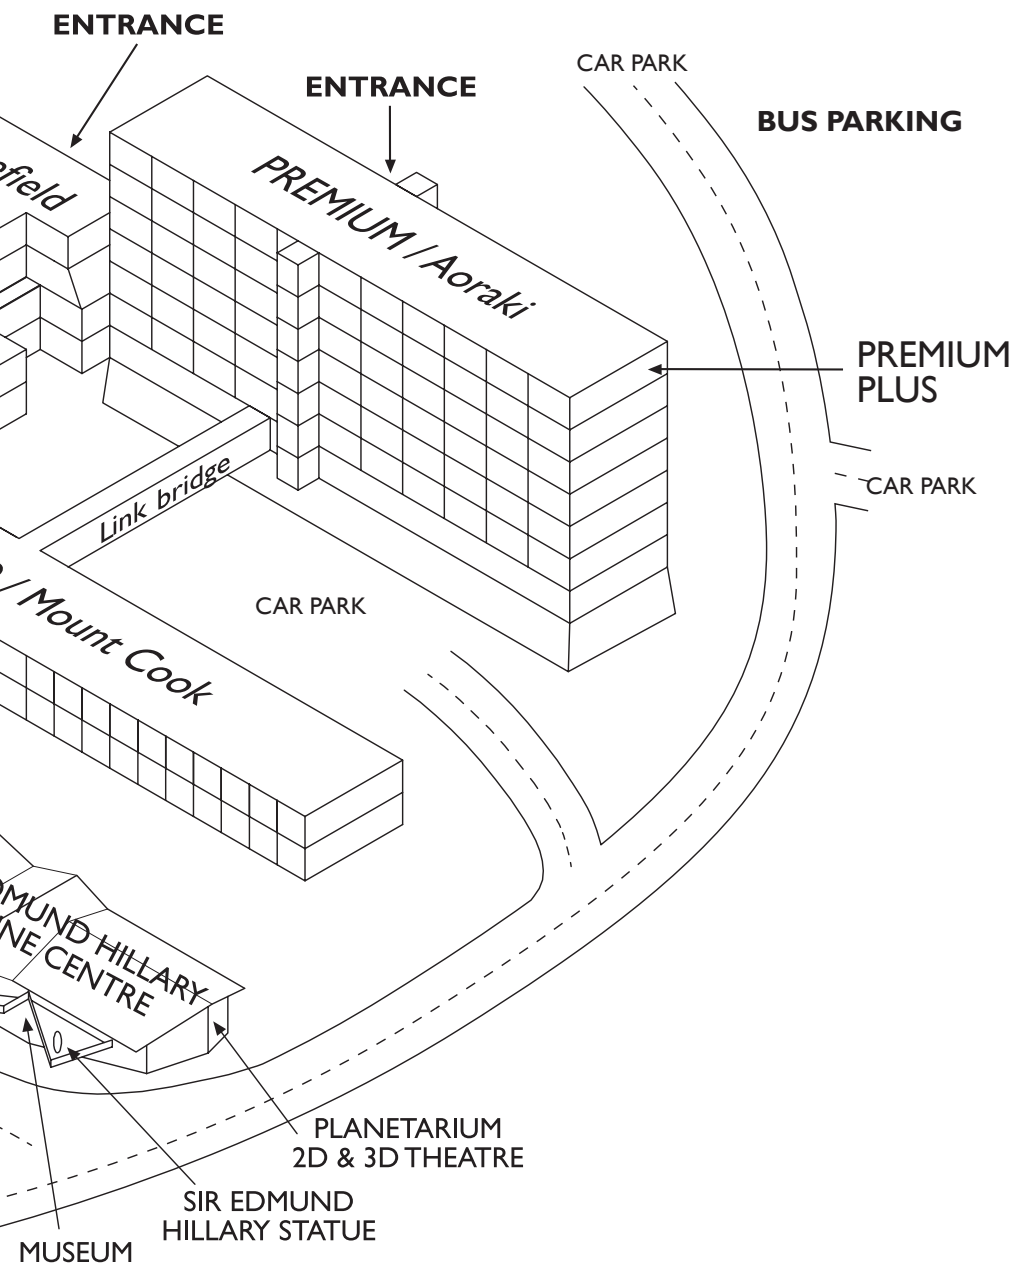 ENTRANCE
CAR PARK
ENTRANCE
BUS PARKING
PREMIUM / Aoraki
PREMIUM
PLUS
CAR PARK
Link bridge
CAR PARK
/ Mount Cook
HILLARY
CENTRE
PLANETARIUM
2D & 3D THEATRE
SIR EDMUND
HILLARY STATUE
MUSEUM